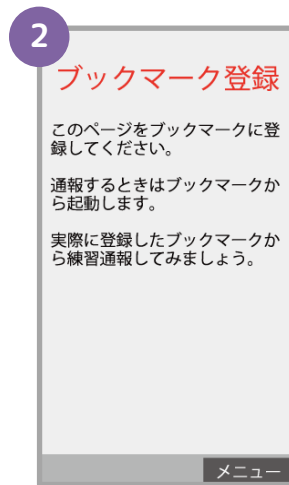 2
ブックマーク登録
このページをブックマークに登
録してください。
通報するときはブックマークか
ら起動します。
実際に登録したブックマークか
ら練習通報してみましょう。
メニュー